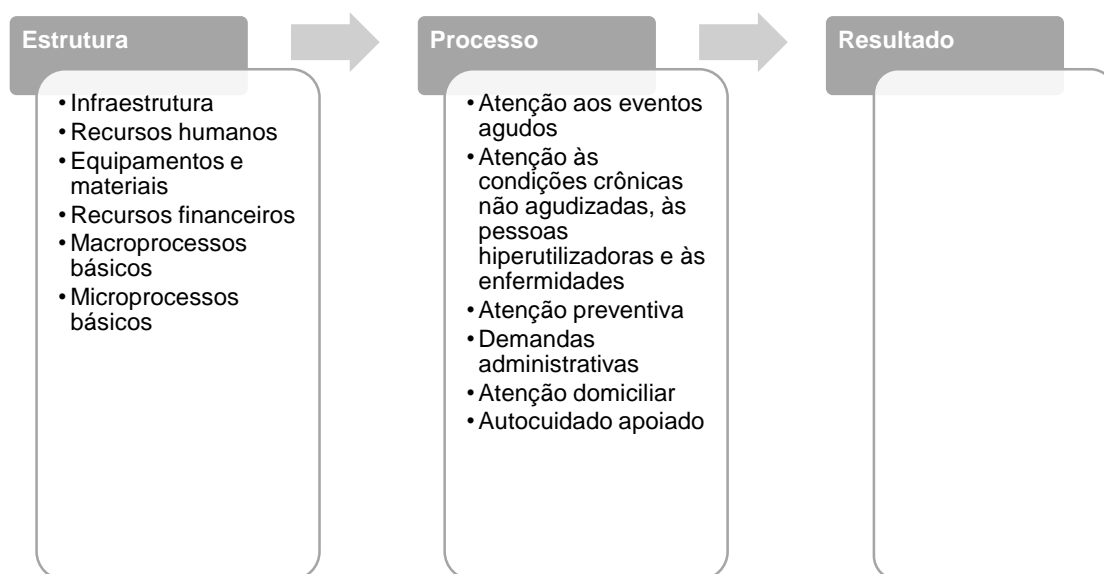 Estrutura
• Infraestrutura
• Recursos humanos
• Equipamentos e
materiais
• Recursos financeiros
• Macroprocessos
básicos
• Microprocessos
básicos
Processo
• Atenção aos eventos
agudos
• Atenção às
condições crônicas
não agudizadas, às
pessoas
hiperutilizadoras e às
enfermidades
• Atenção preventiva
• Demandas
administrativas
• Atenção domiciliar
• Autocuidado apoiado
Resultado